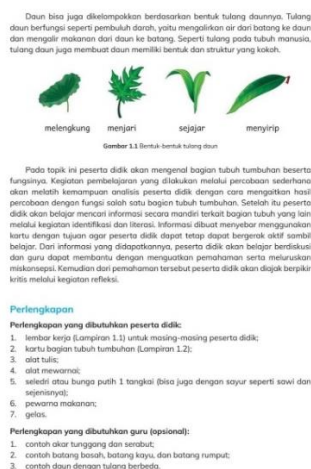 Daun bisa juga dikelompokkan berdasarkan bentuk tulang daunnya. Tulang
daun berfungsi seperti pembuluh darah, yaitu mengalirkan air dari batang ke daun
dan mengalir makanan dari daun ke batang. Seperti tulang pada tubuh manusia,
tulang daun juga membuat daun memiliki bentuk dan struktur yang kokoh.
melengkung menjari sejajar menyirip
Gambar 1.1 Bentuk-bentuk tulang daun
Pada topik ini peserta didik akan mengenal bagian tubuh tumbuhan beserta
fungsinya. Kegiatan pembelajaran yang dilakukan melalui percobaan sederhana
akan melatih kemampuan analisis peserta didik dengan cara mengaitkan hasil
percobaan dengan fungsi salah satu bagian tubuh tumbuhan. Setelah itu peserta
didik akan belajar mencari informasi secara mandiri terkait bagian tubuh yang lain
melalui kegiatan identifikasi dan literasi. Informasi dibuat menyebar menggunakan
kartu dengan tujuan agar peserta didik dapat tetap dapat bergerak aktif sambil
belajar. Dari informasi yang didapatkannya, peserta didik akan belajar berdiskusi
dan guru dapat membantu dengan menguatkan pemahaman serta meluruskan
miskonsepsi. Kemudian dari pemahaman tersebut peserta didik akan diajak berpikir
kritis melalui kegiatan refleksi.
Perlengkapan
Perlengkapan yang dibutuhkan peserta didik:
1. lembar kerja (Lampiran 1.1) untuk masing-masing peserta didik;
2. kartu bagian tubuh tumbuhan (Lampiran 1.2);
3. alat tulis;
4. alat mewarnai;
5. seledri atau bunga putih 1 tangkai (bisa juga dengan sayur seperti sawi dan
sejenisnya);
6. pewarna makanan;
7. gelas.
Perlengkapan yang dibutuhkan guru (opsional):
1. contoh akar tunggang dan serabut;
2. contoh batang basah, batang kayu, dan batang rumput;
3. contoh daun dengan tulang berbeda.